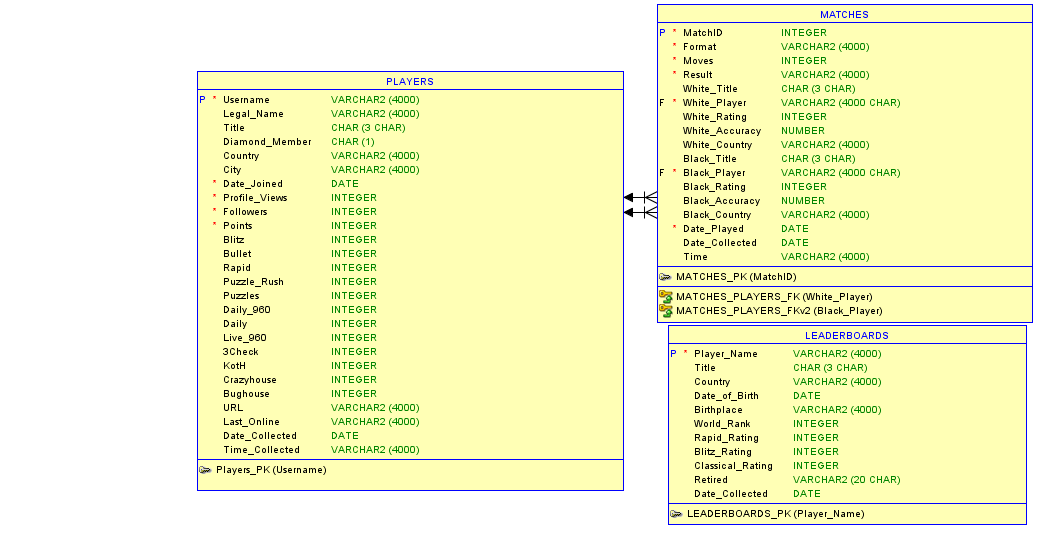 PLAYERS
P * Username VARCHAR2 (4000)
Legal_Name VARCHAR2 (4000)
Title CHAR (3 CHAR)
Diamond_Member CHAR (1)
Country VARCHAR2 (4000)
City VARCHAR2 (4000)
* Date_Joined DATE
* Profile_Views INTEGER
* Followers INTEGER
* Points INTEGER
Blitz INTEGER
Bullet INTEGER
Rapid INTEGER
Puzzle_Rush INTEGER
Puzzles INTEGER
Daily_960 INTEGER
Daily INTEGER
Live_960 INTEGER
3Check INTEGER
KotH INTEGER
Crazyhouse INTEGER
Bughouse INTEGER
URL VARCHAR2 (4000)
Last_Online VARCHAR2 (4000)
Date_Collected DATE
Time_Collected VARCHAR2 (4000)
Players_PK (Username)
MATCHES
P * MatchID INTEGER
* Format VARCHAR2 (4000)
* Moves INTEGER
* Result VARCHAR2 (4000)
White_Title CHAR (3 CHAR)
F * White_Player VARCHAR2 (4000 CHAR)
White_Rating INTEGER
White_Accuracy NUMBER
White_Country VARCHAR2 (4000)
Black_Title CHAR (3 CHAR)
F * Black_Player VARCHAR2 (4000 CHAR)
Black_Rating INTEGER
Black_Accuracy NUMBER
Black_Country VARCHAR2 (4000)
* Date_Played DATE
Date_Collected DATE
Time VARCHAR2 (4000)
MATCHES_PK (MatchID)
MATCHES_PLAYERS_FK (White_Player)
MATCHES_PLAYERS_FKv2 (Black_Player)
LEADERBOARDS
P * Player_Name VARCHAR2 (4000)
Title CHAR (3 CHAR)
Country VARCHAR2 (4000)
Date_of_Birth DATE
Birthplace VARCHAR2 (4000)
World_Rank INTEGER
Rapid_Rating INTEGER
Blitz_Rating INTEGER
Classical_Rating INTEGER
Retired VARCHAR2 (20 CHAR)
Date_Collected DATE
LEADERBOARDS_PK (Player_Name)